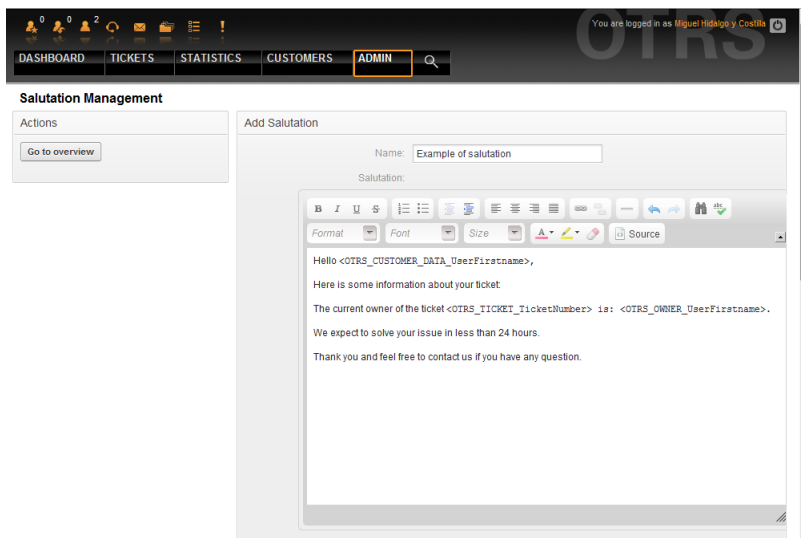 0 0 2
You are logged in as Miguel Hidalgo y Costilla
OTRS
DASHBOARD TICKETS STATISTICS CUSTOMERS ADMIN
Salutation Management
Actions
Go to overview
Add Salutation
Name: Example of salutation
Salutation:
B I U S
abc
Format Font Size A Source
Hello <OTRS_CUSTOMER_DATA_UserFirstname>,
Here is some information about your ticket:
The current owner of the ticket <OTRS_TICKET_TicketNumber> is: <OTRS_OWNER_UserFirstname>.
We expect to solve your issue in less than 24 hours.
Thank you and feel free to contact us if you have any question.